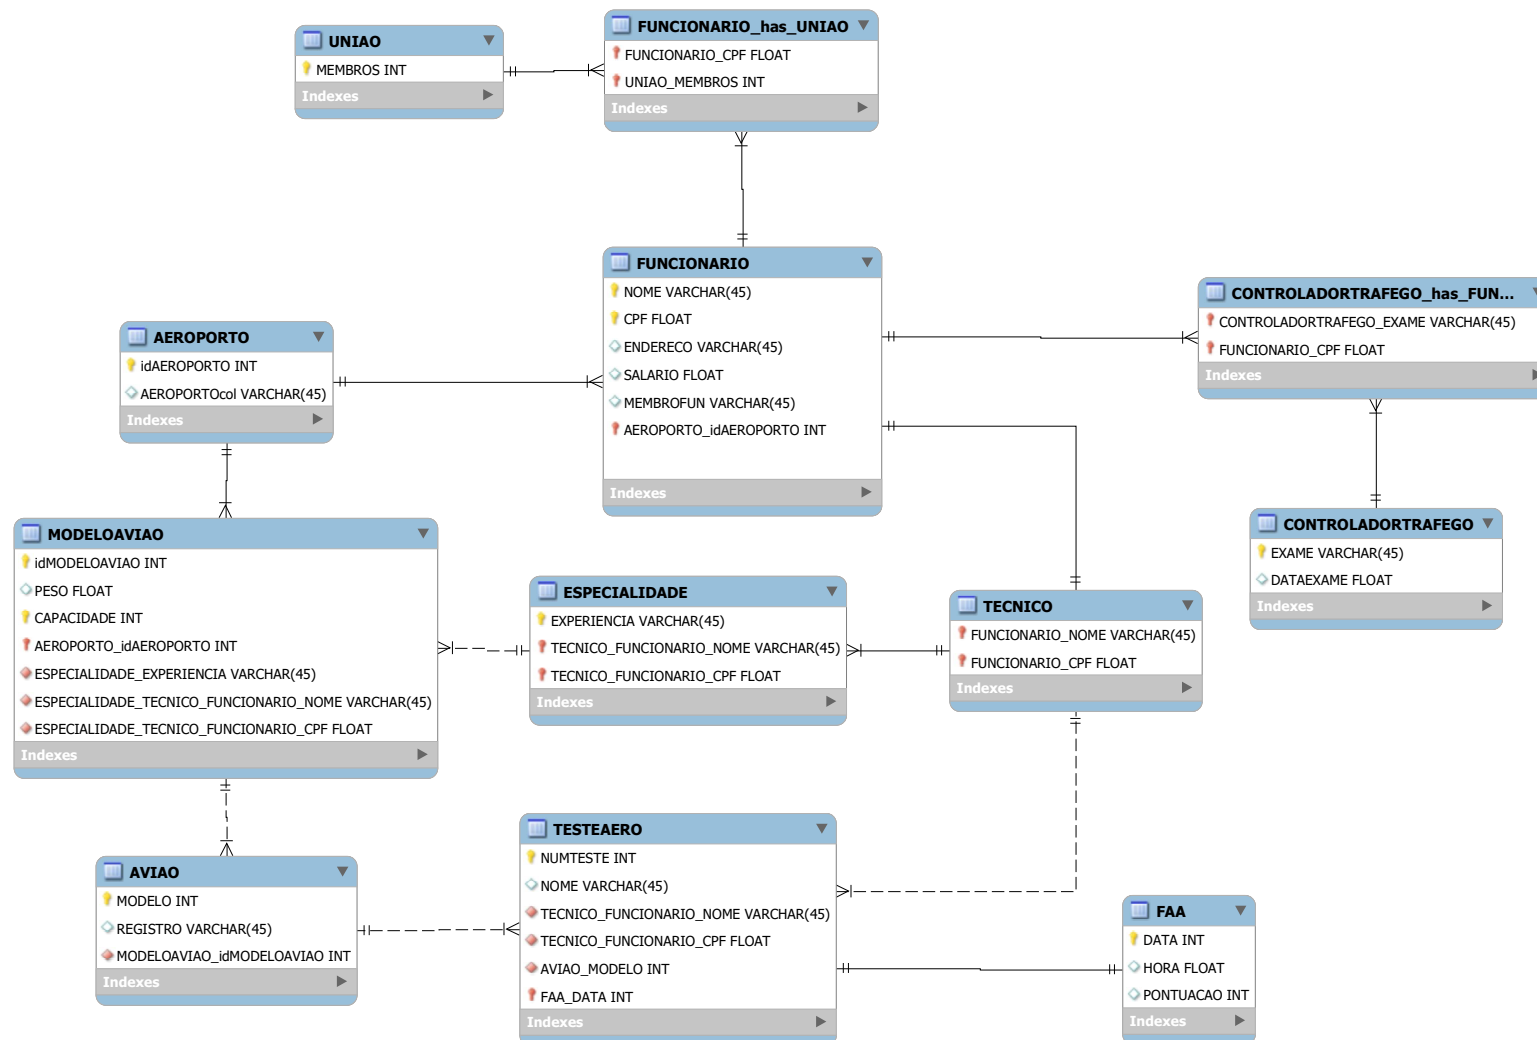 UNIAO
MEMBROS INT
Indexes
FUNCIONARIO_has_UNIAO
FUNCIONARIO_CPF FLOAT
UNIAO_MEMBROS INT
Indexes
FUNCIONARIO
NOME VARCHAR(45)
CPF FLOAT
ENDERECO VARCHAR(45)
SALARIO FLOAT
MEMBROFUN VARCHAR(45)
AEROPORTO_idAEROPORTO INT
Indexes
CONTROLADORTRAFEGO_has_FUN...
CONTROLADORTRAFEGO_EXAME VARCHAR(45)
FUNCIONARIO_CPF FLOAT
Indexes
AEROPORTO
idAEROPORTO INT
AEROPORTOcol VARCHAR(45)
Indexes
MODELOAVIAO
idMODELOAVIAO INT
PESO FLOAT
CAPACIDADE INT
AEROPORTO_idAEROPORTO INT
ESPECIALIDADE_EXPERIENCIA VARCHAR(45)
ESPECIALIDADE_TECNICO_FUNCIONARIO_NOME VARCHAR(45)
ESPECIALIDADE_TECNICO_FUNCIONARIO_CPF FLOAT
Indexes
ESPECIALIDADE
EXPERIENCIA VARCHAR(45)
TECNICO_FUNCIONARIO_NOME VARCHAR(45)
TECNICO_FUNCIONARIO_CPF FLOAT
Indexes
TECNICO
FUNCIONARIO_NOME VARCHAR(45)
FUNCIONARIO_CPF FLOAT
Indexes
CONTROLADORTRAFEGO
EXAME VARCHAR(45)
DATAEXAME FLOAT
Indexes
AVIAO
MODELO INT
REGISTRO VARCHAR(45)
MODELOAVIAO_idMODELOAVIAO INT
Indexes
TESTEAERO
NUMTESTE INT
NOME VARCHAR(45)
TECNICO_FUNCIONARIO_NOME VARCHAR(45)
TECNICO_FUNCIONARIO_CPF FLOAT
AVIAO_MODELO INT
FAA_DATA INT
Indexes
FAA
DATA INT
HORA FLOAT
PONTUACAO INT
Indexes